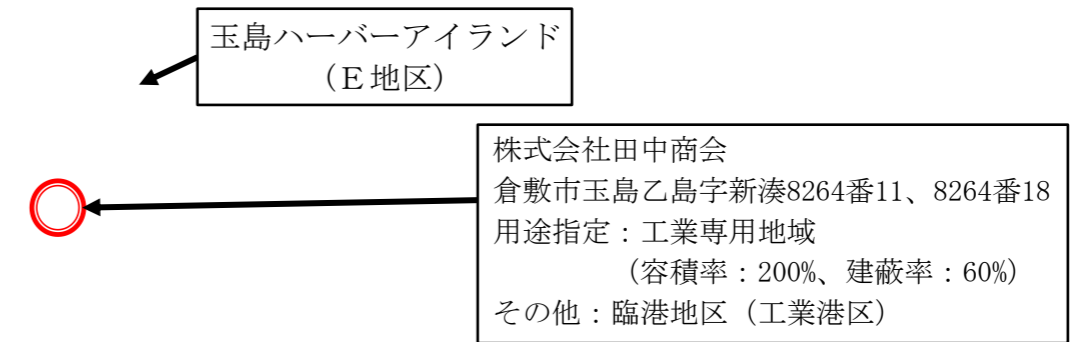 玉島ハーバーアイランド
（Ｅ地区）
株式会社田中商会
倉敷市玉島乙島字新湊8264番11、8264番18
用途指定：工業専用地域
（容積率：200%、建蔽率：60%）
その他：臨港地区（工業港区）